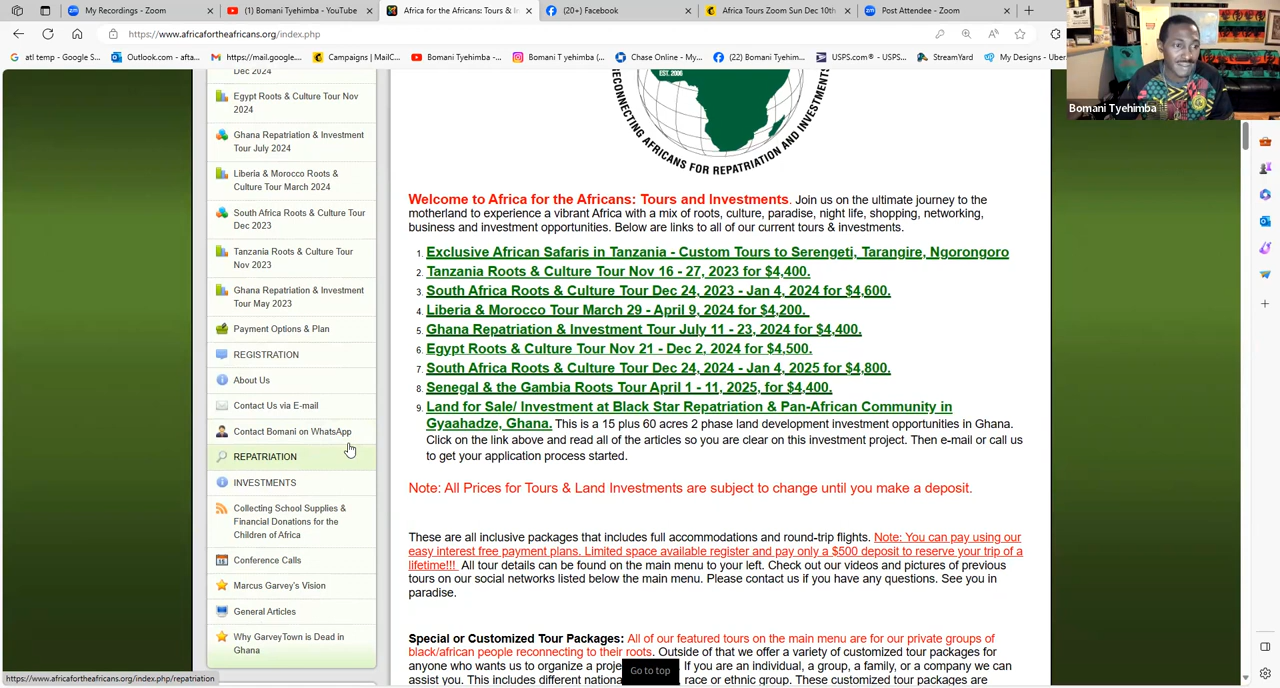 My Recordings - Zoom
(1) Bomani Tyehimba - YouTube
Africa for the Africans: Tours & In
(20+) Facebook
Africa Tours Zoom Sun Dec 10th
Post Attendee - Zoom
https://www.africafortheafricans.org/index.php
atl temp - Google S...
Outlook.com - afta...
https://mail.google....
Campaigns | MailC...
Bomani Tyehimba -...
Bomani T yehimba (...
Chase Online - My...
(22) Bomani Tyehim...
USPS.com® - USPS...
StreamYard
My Designs - Uber
Bomani Tyehimba
Dec 2024
Egypt Roots & Culture Tour Nov
2024
Ghana Repatriation & Investment
Tour July 2024
Liberia & Morocco Roots &
Culture Tour March 2024
South Africa Roots & Culture Tour
Dec 2023
Tanzania Roots & Culture Tour
Nov 2023
Ghana Repatriation & Investment
Tour May 2023
Payment Options & Plan
REGISTRATION
About Us
Contact Us via E-mail
Contact Bomani on WhatsApp
REPATRIATION
INVESTMENTS
Collecting School Supplies &
Financial Donations for the
Children of Africa
Conference Calls
Marcus Garvey's Vision
General Articles
Why GarveyTown is Dead in
Ghana
EST. 2006
RECONNECTING AFRICANS FOR REPATRIATION AND INVESTMENTS
Welcome to Africa for the Africans: Tours and Investments. Join us on the ultimate journey to the
motherland to experience a vibrant Africa with a mix of roots, culture, paradise, night life, shopping, networking,
business and investment opportunities. Below are links to all of our current tours & investments.
1. Exclusive African Safaris in Tanzania - Custom Tours to Serengeti, Tarangire, Ngorongoro
2. Tanzania Roots & Culture Tour Nov 16 - 27, 2023 for $4,400.
3. South Africa Roots & Culture Tour Dec 24, 2023 - Jan 4, 2024 for $4,600.
4. Liberia & Morocco Tour March 29 - April 9, 2024 for $4,200.
5. Ghana Repatriation & Investment Tour July 11 - 23, 2024 for $4,400.
6. Egypt Roots & Culture Tour Nov 21 - Dec 2, 2024 for $4,500.
7. South Africa Roots & Culture Tour Dec 24, 2024 - Jan 4, 2025 for $4,800.
8. Senegal & the Gambia Roots Tour April 1 - 11, 2025, for $4,400.
9. Land for Sale/ Investment at Black Star Repatriation & Pan-African Community in
Gyaahadze, Ghana. This is a 15 plus 60 acres 2 phase land development investment opportunities in Ghana.
Click on the link above and read all of the articles so you are clear on this investment project. Then e-mail or call us
to get your application process started.
Note: All Prices for Tours & Land Investments are subject to change until you make a deposit.
These are all inclusive packages that includes full accommodations and round-trip flights. Note: You can pay using our
easy interest free payment plans. Limited space available register and pay only a $500 deposit to reserve your trip of a
lifetime!!! All tour details can be found on the main menu to your left. Check out our videos and pictures of previous
tours on our social networks listed below the main menu. Please contact us if you have any questions. See you in
paradise.
Special or Customized Tour Packages: All of our featured tours on the main menu are for our private groups of
black/african people reconnecting to their roots. Outside of that we offer a variety of customized tour packages for
anyone who wants us to organize a proje If you are an individual, a group, a family, or a company we can
assist you. This includes different national race or ethnic group. These customized tour packages are
Go to top
https://www.africafortheafricans.org/index.php/repatriation